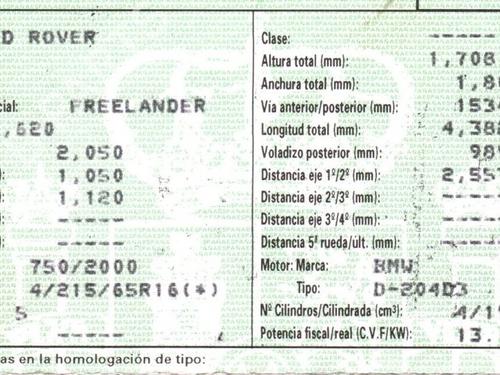 D ROVER
cial: FREELANDER
,620
2,050
1,050
1,120
-----
-----
750/2000
4/215/65R16(*)
5
-----
Clase: -----
Altura total (mm): 1,708
Anchura total (mm): 1,8
Vía anterior/posterior (mm): 153
Longitud total (mm): 4,38
Voladizo posterior (mm): 98
Distancia eje 1º/2º (mm): 2,55
Distancia eje 2º/3º (mm): ----
Distancia eje 3º/4º (mm): ----
Distancia 5ª rueda/últ. (mm): ----
Motor: Marca: BMW
Tipo: D-204D3
Nº Cilindros/Cilindrada (cm³): 4/1
Potencia fiscal/real (C.V.F/KW): 13.
as en la homologación de tipo: